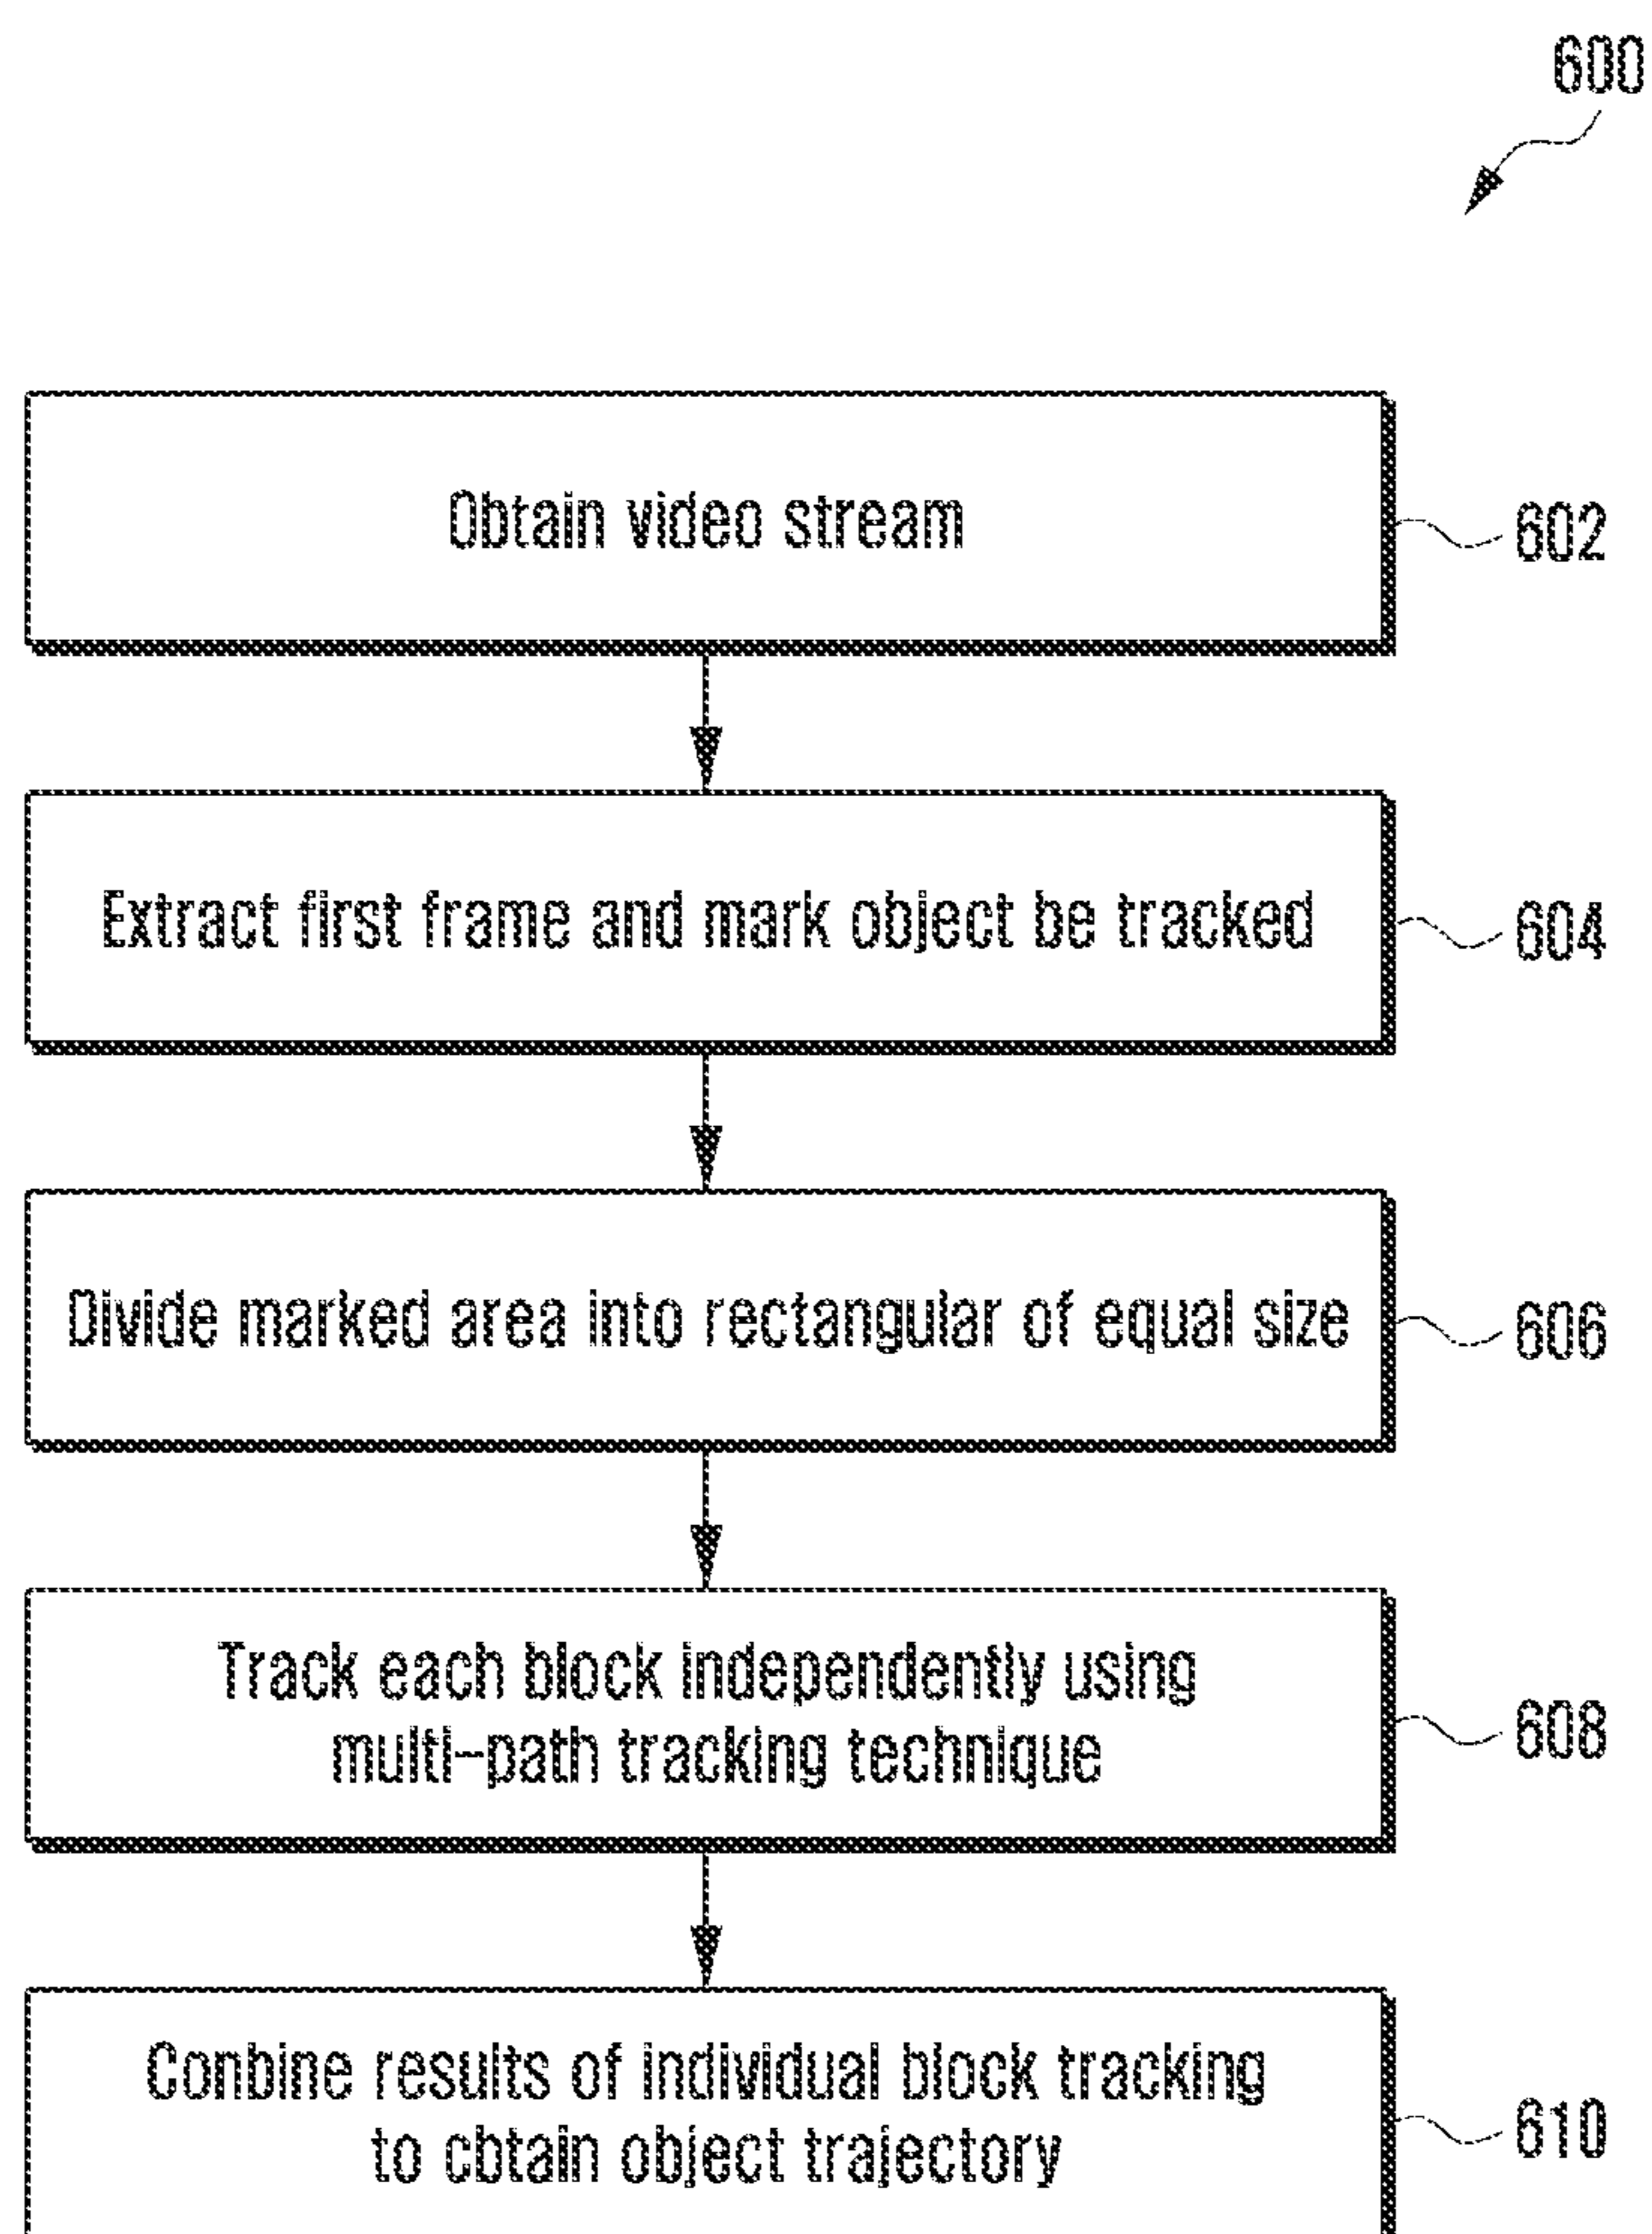 600
Obtain video stream
602
Extract first frame and mark object be tracked
604
Divide marked area into rectangular of equal size
606
Track each block independently using
multi-path tracking technique
608
Conbine results of individual block tracking
to cbtain object trajectory
610